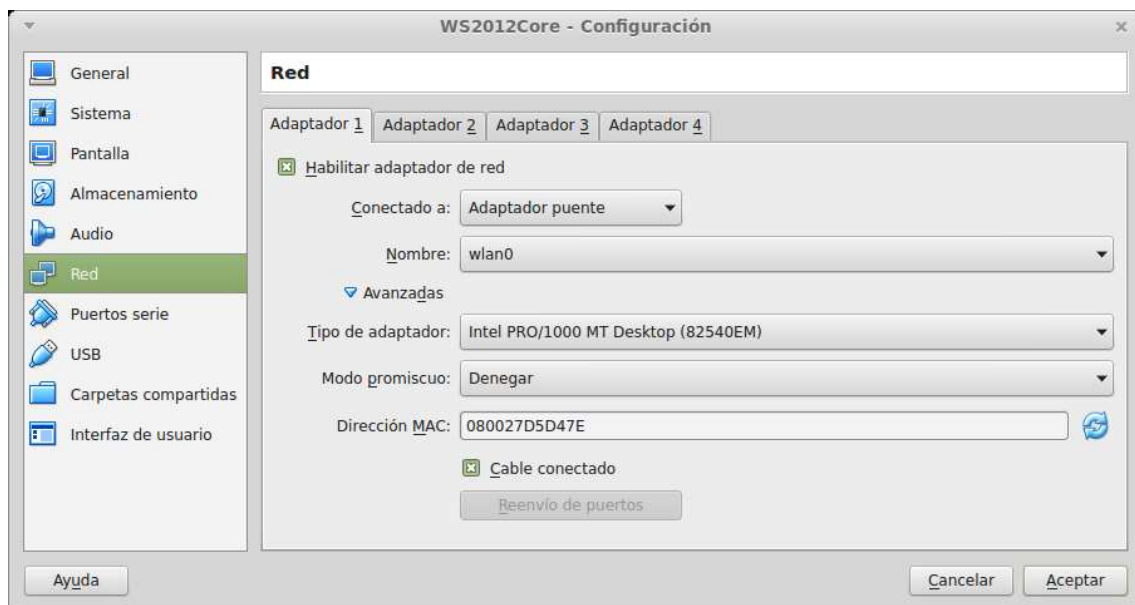 WS2012Core - Configuración
General
Sistema
Pantalla
Almacenamiento
Audio
Red
Puertos serie
USB
Carpetas compartidas
Interfaz de usuario
Red
Adaptador 1 Adaptador 2 Adaptador 3 Adaptador 4
Habilitar adaptador de red
Conectado a: Adaptador puente
Nombre: wlan0
Avanzadas
Tipo de adaptador: Intel PRO/1000 MT Desktop (82540EM)
Modo promiscuo: Denegar
Dirección MAC: 080027D5D47E
Cable conectado
Reenvío de puertos
Ayuda Cancelar Aceptar